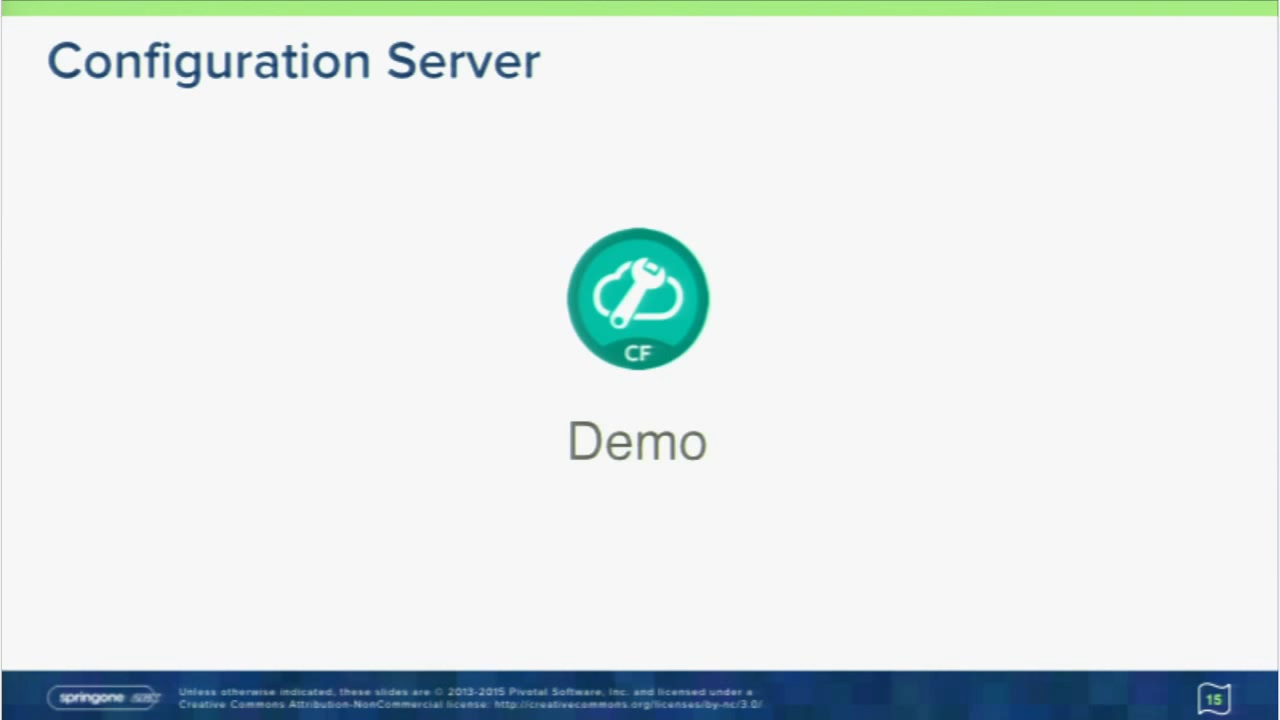 Configuration Server
CF
Demo
springone
Unless otherwise indicated, these slides are © 2013-2015 Pivotal Software, Inc. and licensed under a
Creative Commons Attribution-NonCommercial license: http://creativecommons.org/licenses/by-nc/3.0/
15